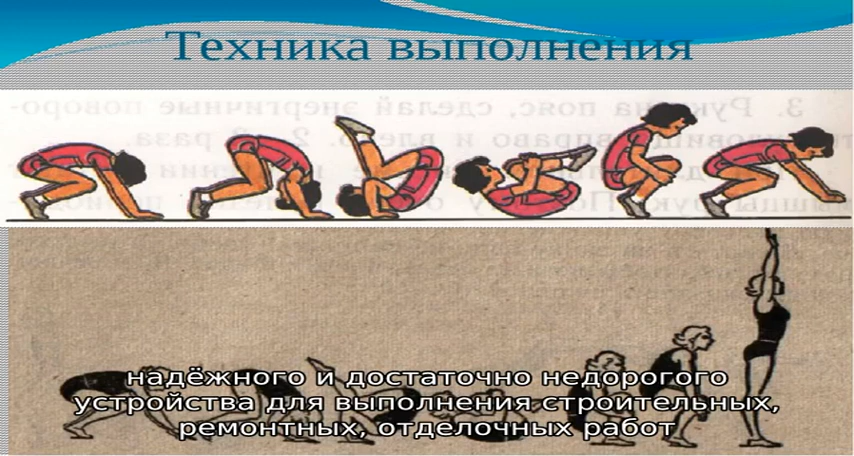 Техника выполнения
надёжного и достаточно недорогого
устройства для выполнения строительных,
ремонтных, отделочных работ